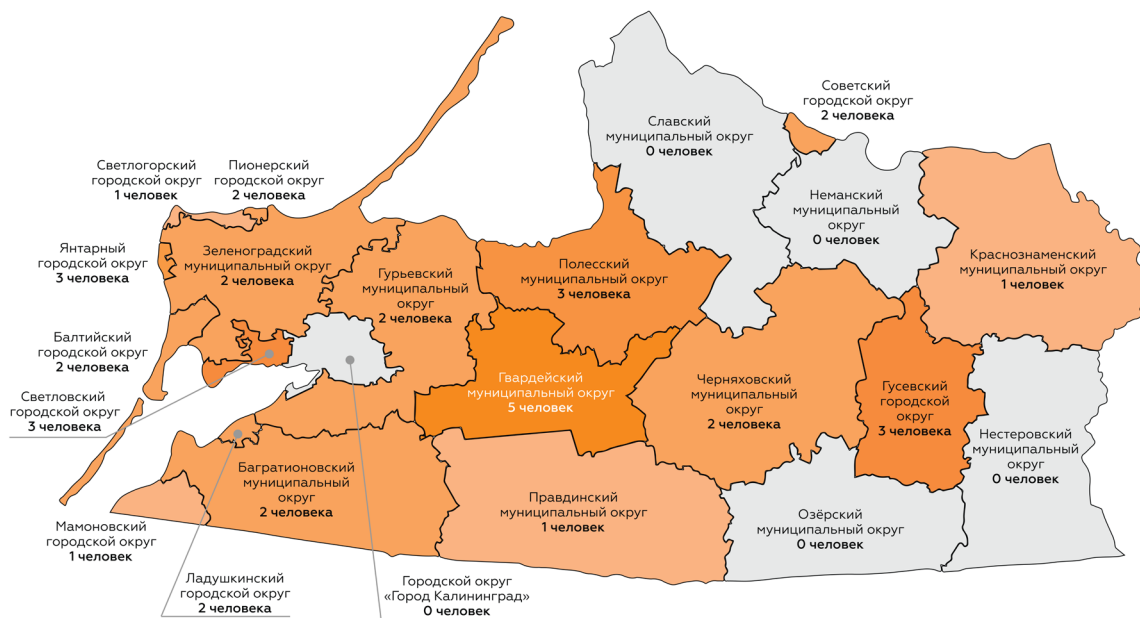 Советский
городской округ
2 человека
Славский
муниципальный округ
0 человек
Светлогорский
городской округ
1 человек
Пионерский
городской округ
2 человека
Неманский
муниципальный
округ
0 человек
Янтарный
городской округ
3 человека
Зеленоградский
муниципальный округ
2 человека
Гурьевский
муниципальный
округ
2 человека
Полесский
муниципальный округ
3 человека
Краснознаменский
муниципальный округ
1 человек
Балтийский
городской округ
2 человека
Светловский
городской округ
3 человека
Гвардейский
муниципальный округ
5 человек
Черняховский
муниципальный
округ
2 человека
Гусевский
городской
округ
3 человека
Нестеровский
муниципальный
округ
0 человек
Багратионовский
муниципальный
округ
2 человека
Правдинский
муниципальный округ
1 человек
Озёрский
муниципальный округ
0 человек
Мамоновский
городской округ
1 человек
Ладушкинский
городской округ
2 человека
Городской округ
«Город Калининград»
0 человек